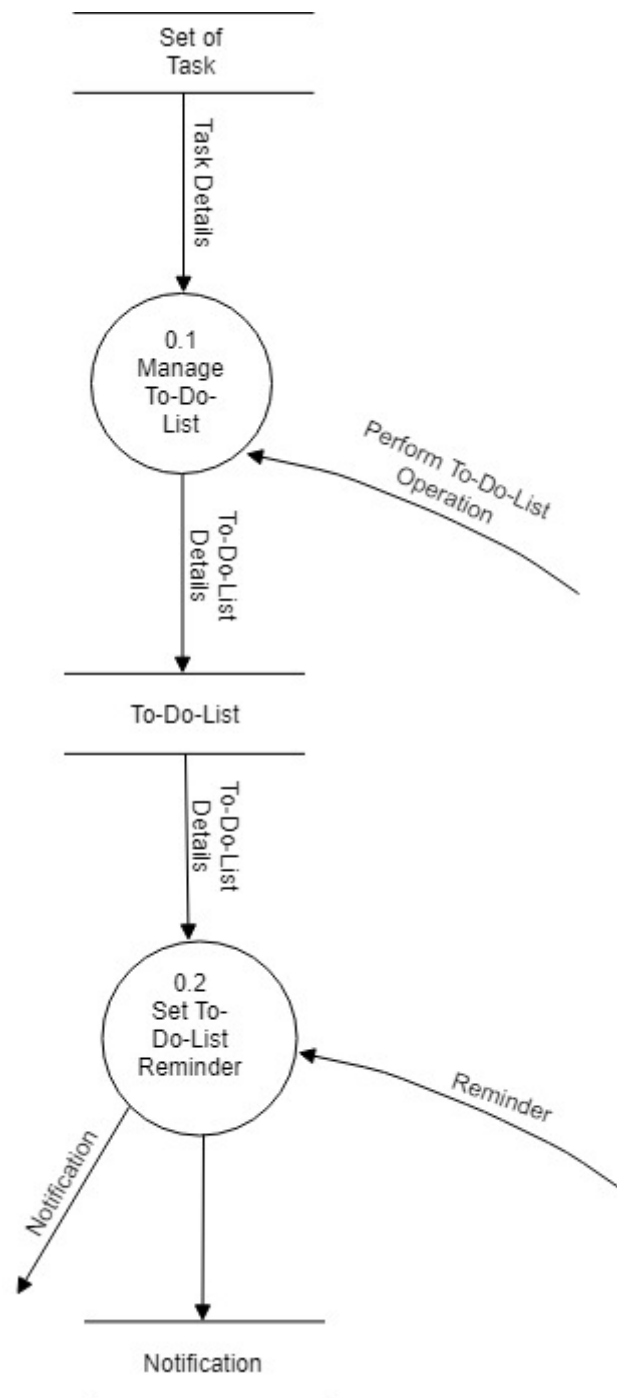 Set of
Task
Task Details
0.1
Manage
To-Do-
List
Perform To-Do-List
Operation
To-Do-List
Details
To-Do-List
To-Do-List
Details
0.2
Set To-
Do-List
Reminder
Reminder
Notification
Notification